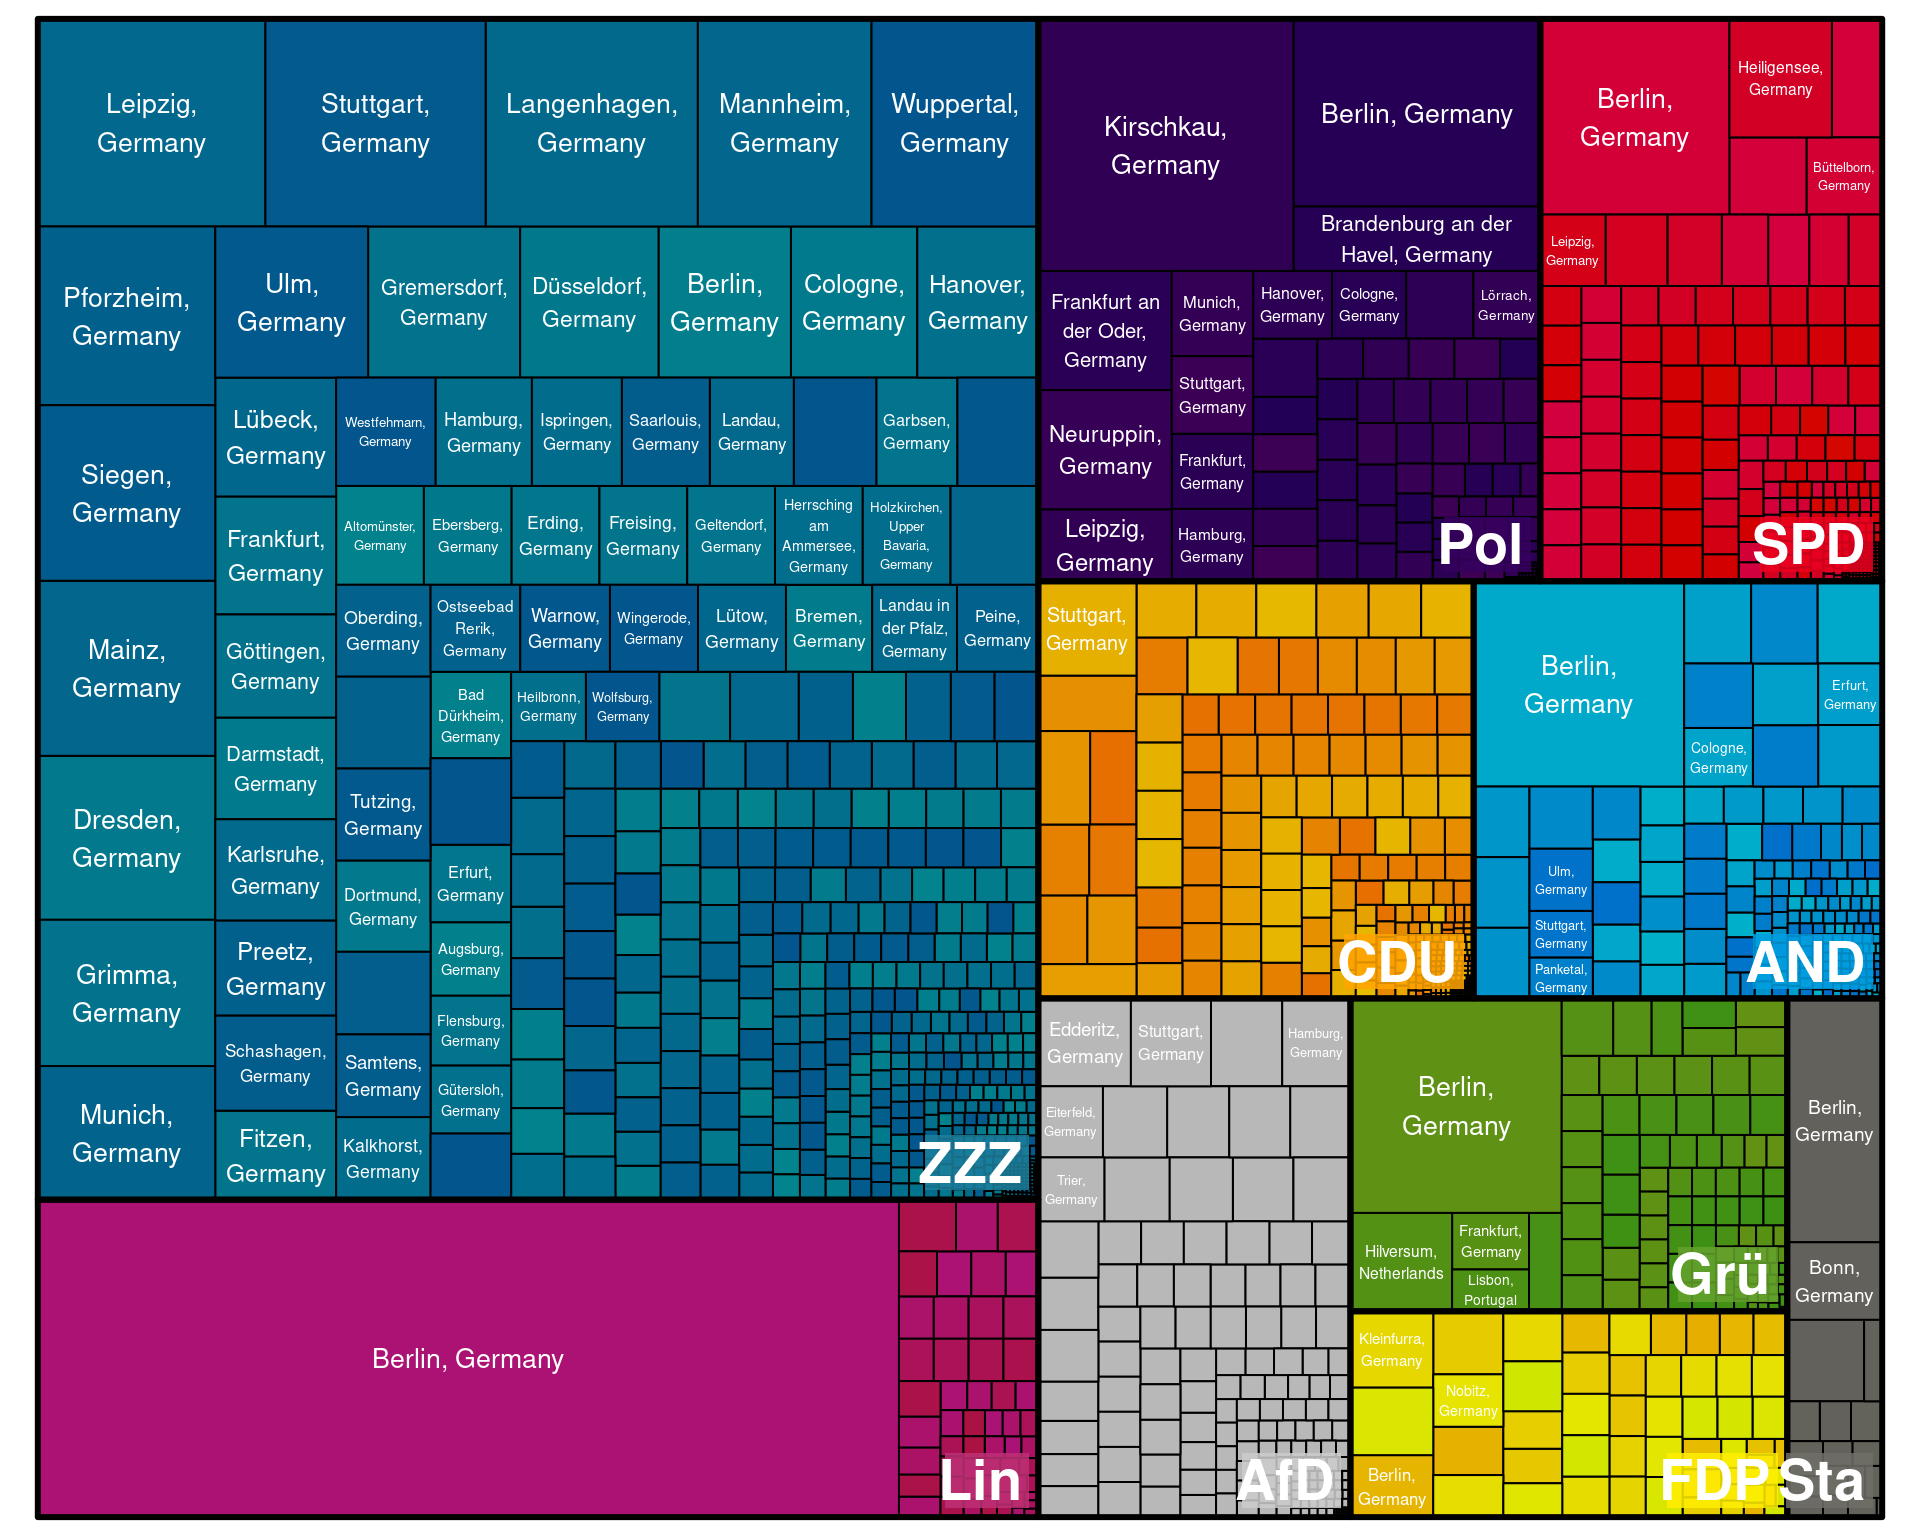 Leipzig,
Germany
Stuttgart,
Germany
Langenhagen,
Germany
Mannheim,
Germany
Wuppertal,
Germany
Pforzheim,
Germany
Ulm,
Germany
Gremersdorf,
Germany
Düsseldorf,
Germany
Berlin,
Germany
Cologne,
Germany
Hanover,
Germany
Siegen,
Germany
Lübeck,
Germany
Westfehmarn,
Germany
Hamburg,
Germany
Ispringen,
Germany
Saarlouis,
Germany
Landau,
Germany
Garbsen,
Germany
Frankfurt,
Germany
Altomünster,
Germany
Ebersberg,
Germany
Erding,
Germany
Freising,
Germany
Geltendorf,
Germany
Herrsching
am
Ammersee,
Germany
Holzkirchen,
Upper
Bavaria,
Germany
Mainz,
Germany
Göttingen,
Germany
Oberding,
Germany
Ostseebad
Rerik,
Germany
Warnow,
Germany
Wingerode,
Germany
Lütow,
Germany
Bremen,
Germany
Landau in
der Pfalz,
Germany
Peine,
Germany
Bad
Dürkheim,
Germany
Heilbronn,
Germany
Wolfsburg,
Germany
Dresden,
Germany
Darmstadt,
Germany
Tutzing,
Germany
Karlsruhe,
Germany
Dortmund,
Germany
Erfurt,
Germany
Grimma,
Germany
Preetz,
Germany
Augsburg,
Germany
Schashagen,
Germany
Samtens,
Germany
Flensburg,
Germany
Munich,
Germany
Fitzen,
Germany
Kalkhorst,
Germany
Gütersloh,
Germany
ZZZ
Berlin, Germany
Lin
Kirschkau,
Germany
Berlin, Germany
Brandenburg an der
Havel, Germany
Frankfurt an
der Oder,
Germany
Munich,
Germany
Hanover,
Germany
Cologne,
Germany
Lörrach,
Germany
Stuttgart,
Germany
Neuruppin,
Germany
Frankfurt,
Germany
Leipzig,
Germany
Hamburg,
Germany
Pol
Berlin,
Germany
Heiligensee,
Germany
Büttelborn,
Germany
Leipzig,
Germany
SPD
Stuttgart,
Germany
CDU
Berlin,
Germany
Erfurt,
Germany
Cologne,
Germany
Ulm,
Germany
Stuttgart,
Germany
Panketal,
Germany
AND
Edderitz,
Germany
Stuttgart,
Germany
Hamburg,
Germany
Eiterfeld,
Germany
Trier,
Germany
AfD
Berlin,
Germany
Hilversum,
Netherlands
Frankfurt,
Germany
Lisbon,
Portugal
Grü
Kleinfurra,
Germany
Nobitz,
Germany
Berlin,
Germany
FDP
Berlin,
Germany
Bonn,
Germany
Sta